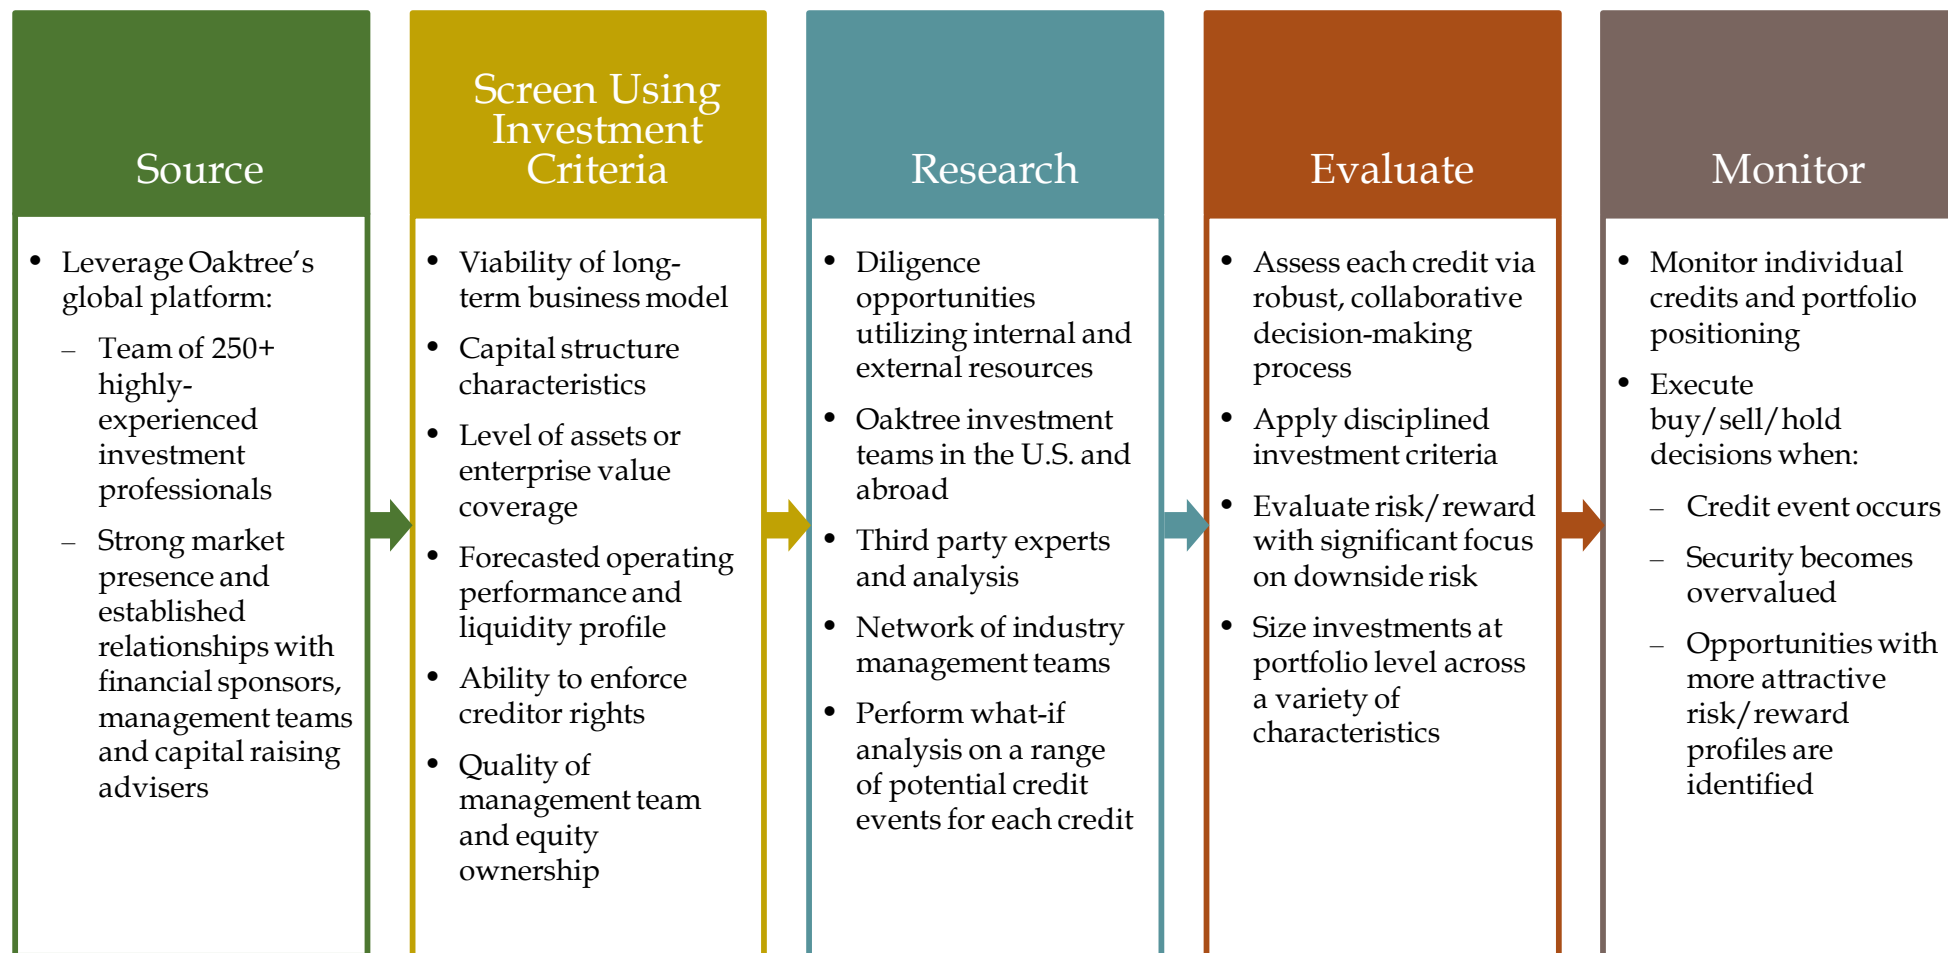 Source
• Leverage Oaktree's
global platform:
– Team of 250+
highly-
experienced
investment
professionals
– Strong market
presence and
established
relationships with
financial sponsors,
management teams
and capital raising
advisers
Screen Using
Investment
Criteria
• Viability of long-
term business model
• Capital structure
characteristics
• Level of assets or
enterprise value
coverage
• Forecasted operating
performance and
liquidity profile
• Ability to enforce
creditor rights
• Quality of
management team
and equity
ownership
Research
• Diligence
opportunities
utilizing internal and
external resources
• Oaktree investment
teams in the U.S. and
abroad
• Third party experts
and analysis
• Network of industry
management teams
• Perform what-if
analysis on a range
of potential credit
events for each credit
Evaluate
• Assess each credit via
robust, collaborative
decision-making
process
• Apply disciplined
investment criteria
• Evaluate risk/reward
with significant focus
on downside risk
• Size investments at
portfolio level across
a variety of
characteristics
Monitor
• Monitor individual
credits and portfolio
positioning
• Execute
buy/sell/hold
decisions when:
– Credit event occurs
– Security becomes
overvalued
– Opportunities with
more attractive
risk/reward
profiles are
identified